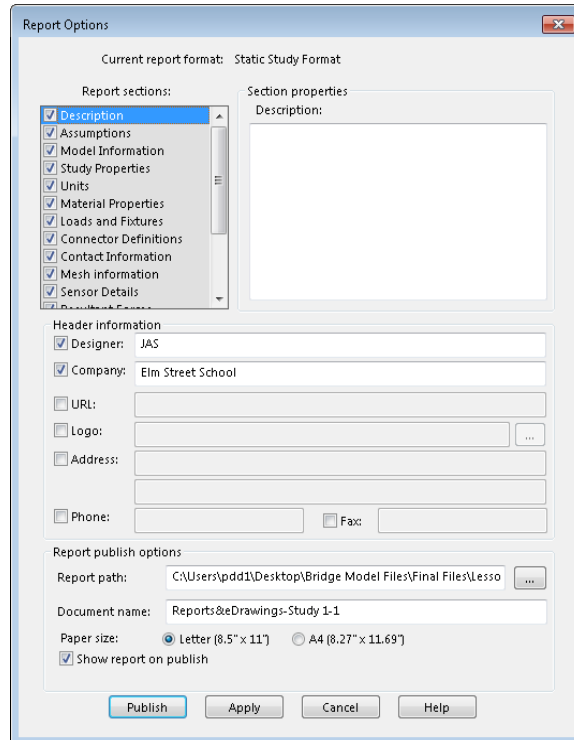 Report Options
Current report format: Static Study Format
Report sections:
Section properties
Description
Assumptions
Model Information
Study Properties
Units
Material Properties
Loads and Fixtures
Connector Definitions
Contact Information
Mesh information
Sensor Details
Description:
Header information
Designer: JAS
Company: Elm Street School
URL:
Logo: ...
Address:
Phone: Fax:
Report publish options
Report path: C:\Users\pdd1\Desktop\Bridge Model Files\Final Files\Lesso ...
Document name: Reports&eDrawings-Study 1-1
Paper size: Letter (8.5" x 11") A4 (8.27" x 11.69")
Show report on publish
Publish Apply Cancel Help